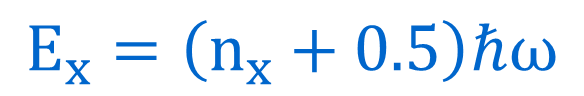 Eₓ = (nₓ + 0.5)ℏω